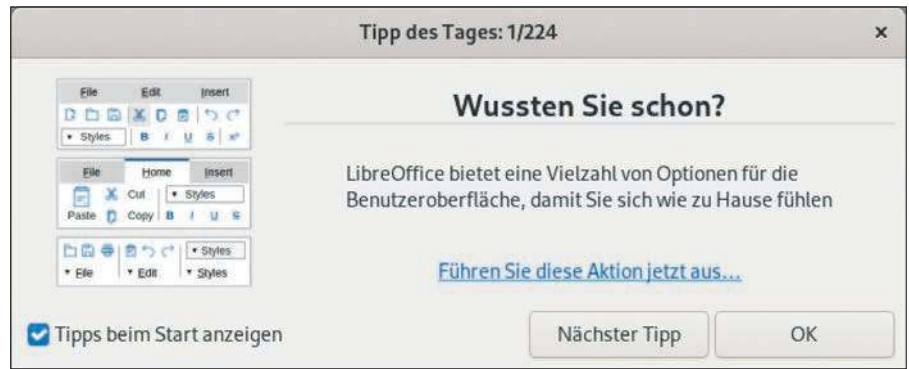 Tipp des Tages: 1/224
File Edit Insert
Styles B I U S x²
File Home Insert
Cut Styles
Paste Copy B I U S
Styles
File Edit Styles
Wussten Sie schon?
LibreOffice bietet eine Vielzahl von Optionen für die
Benutzeroberfläche, damit Sie sich wie zu Hause fühlen
Führen Sie diese Aktion jetzt aus...
Tipps beim Start anzeigen
Nächster Tipp OK